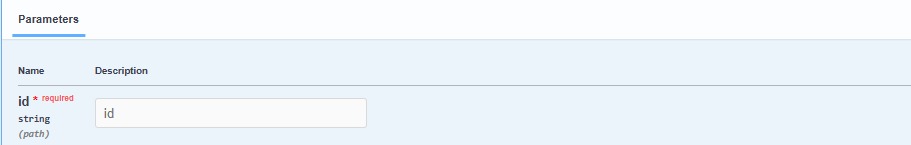 Parameters
Name Description
id * required
string
(path)
id